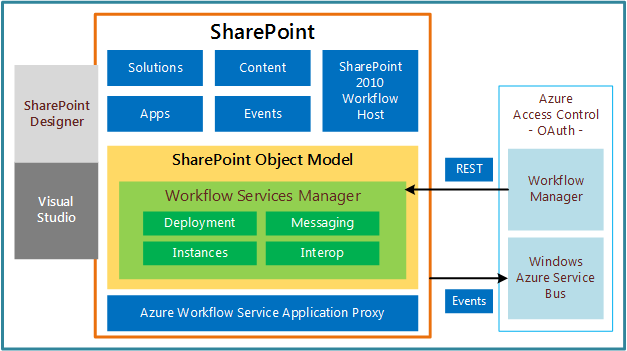 SharePoint
Solutions
Content
SharePoint
2010
Workflow
Host
Apps
Events
SharePoint
Designer
Visual
Studio
SharePoint Object Model
Workflow Services Manager
Deployment
Messaging
Instances
Interop
Azure Workflow Service Application Proxy
REST
Events
Azure
Access Control
- OAuth -
Workflow
Manager
Windows
Azure Service
Bus